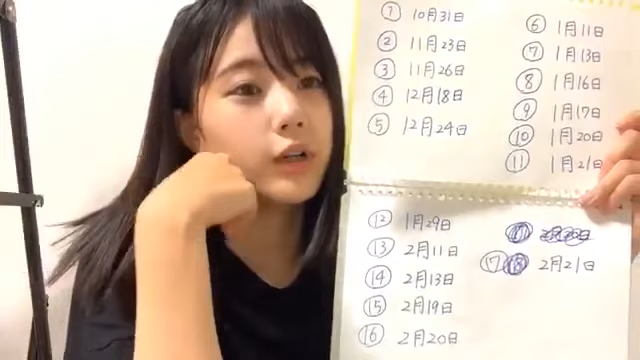 ① 10月31日
② 11月23日
③ 11月26日
④ 12月18日
⑤ 12月24日
⑥ 1月11日
⑦ 1月13日
⑧ 1月16日
⑨ 1月17日
⑩ 1月20日
⑪ 1月21日
⑫ 1月29日
⑬ 2月11日
⑭ 2月13日
⑮ 2月19日
⑯ 2月20日
⑰ 2月21日